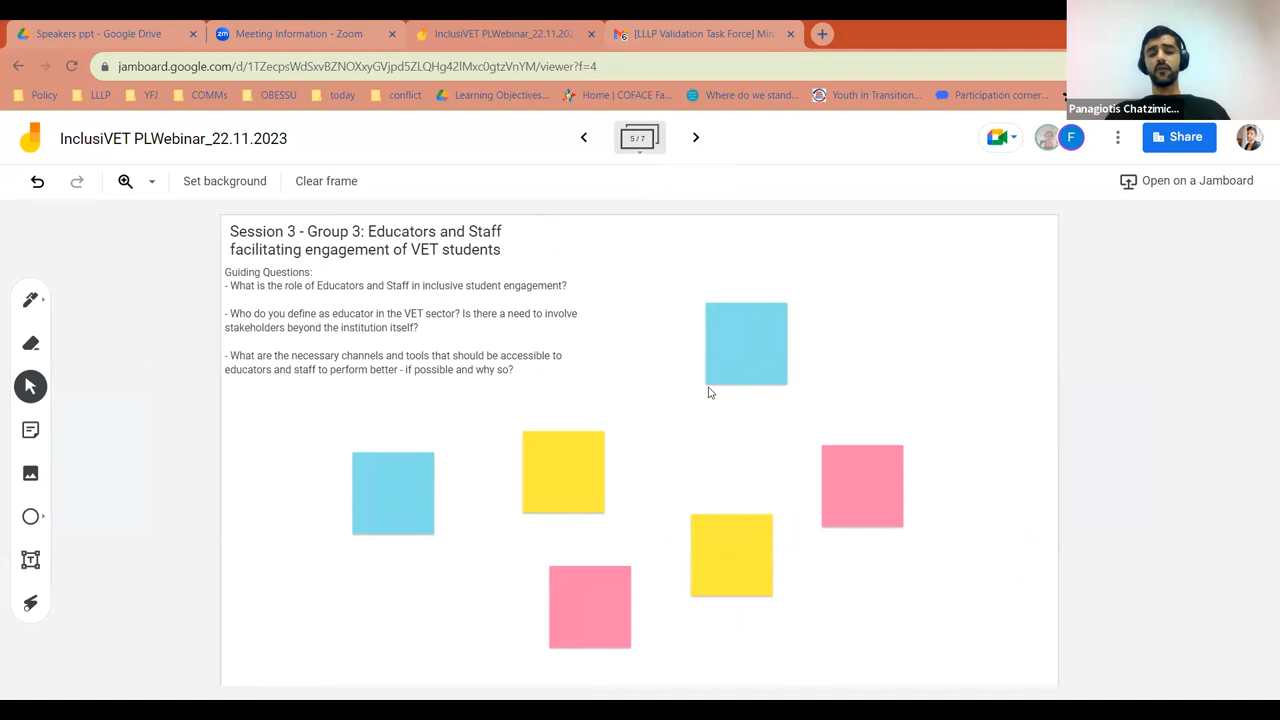 Speakers ppt - Google Drive
zm
Meeting Information - Zoom
InclusiVET PLWebinar_22.11.202
[LLLP Validation Task Force] Min
jamboard.google.com/d/1TZecpsWdSxvBZNOXxyGVjpd5ZLQHg42lMxc0gtzVnYM/viewer?f=4
Policy
LLLP
YFJ
COMMs
OBESSU
today
conflict
Learning Objectives...
Home | COFACE Fa...
Where do we stand...
Youth in Transition...
Participation corner...
Panagiotis Chatzimic...
InclusiVET PLWebinar_22.11.2023
5 / 7
F
Share
Set background
Clear frame
Open on a Jamboard
Session 3 - Group 3: Educators and Staff
facilitating engagement of VET students
Guiding Questions:
- What is the role of Educators and Staff in inclusive student engagement?
- Who do you define as educator in the VET sector? Is there a need to involve
stakeholders beyond the institution itself?
- What are the necessary channels and tools that should be accessible to
educators and staff to perform better - if possible and why so?